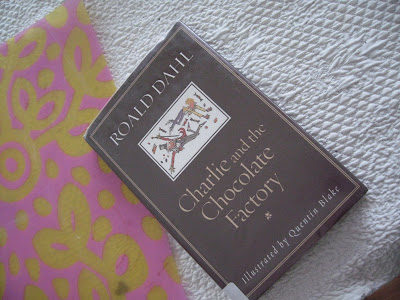 ROALD DAHL
Charlie and the
Chocolate
Factory
Illustrated by Quentin Blake